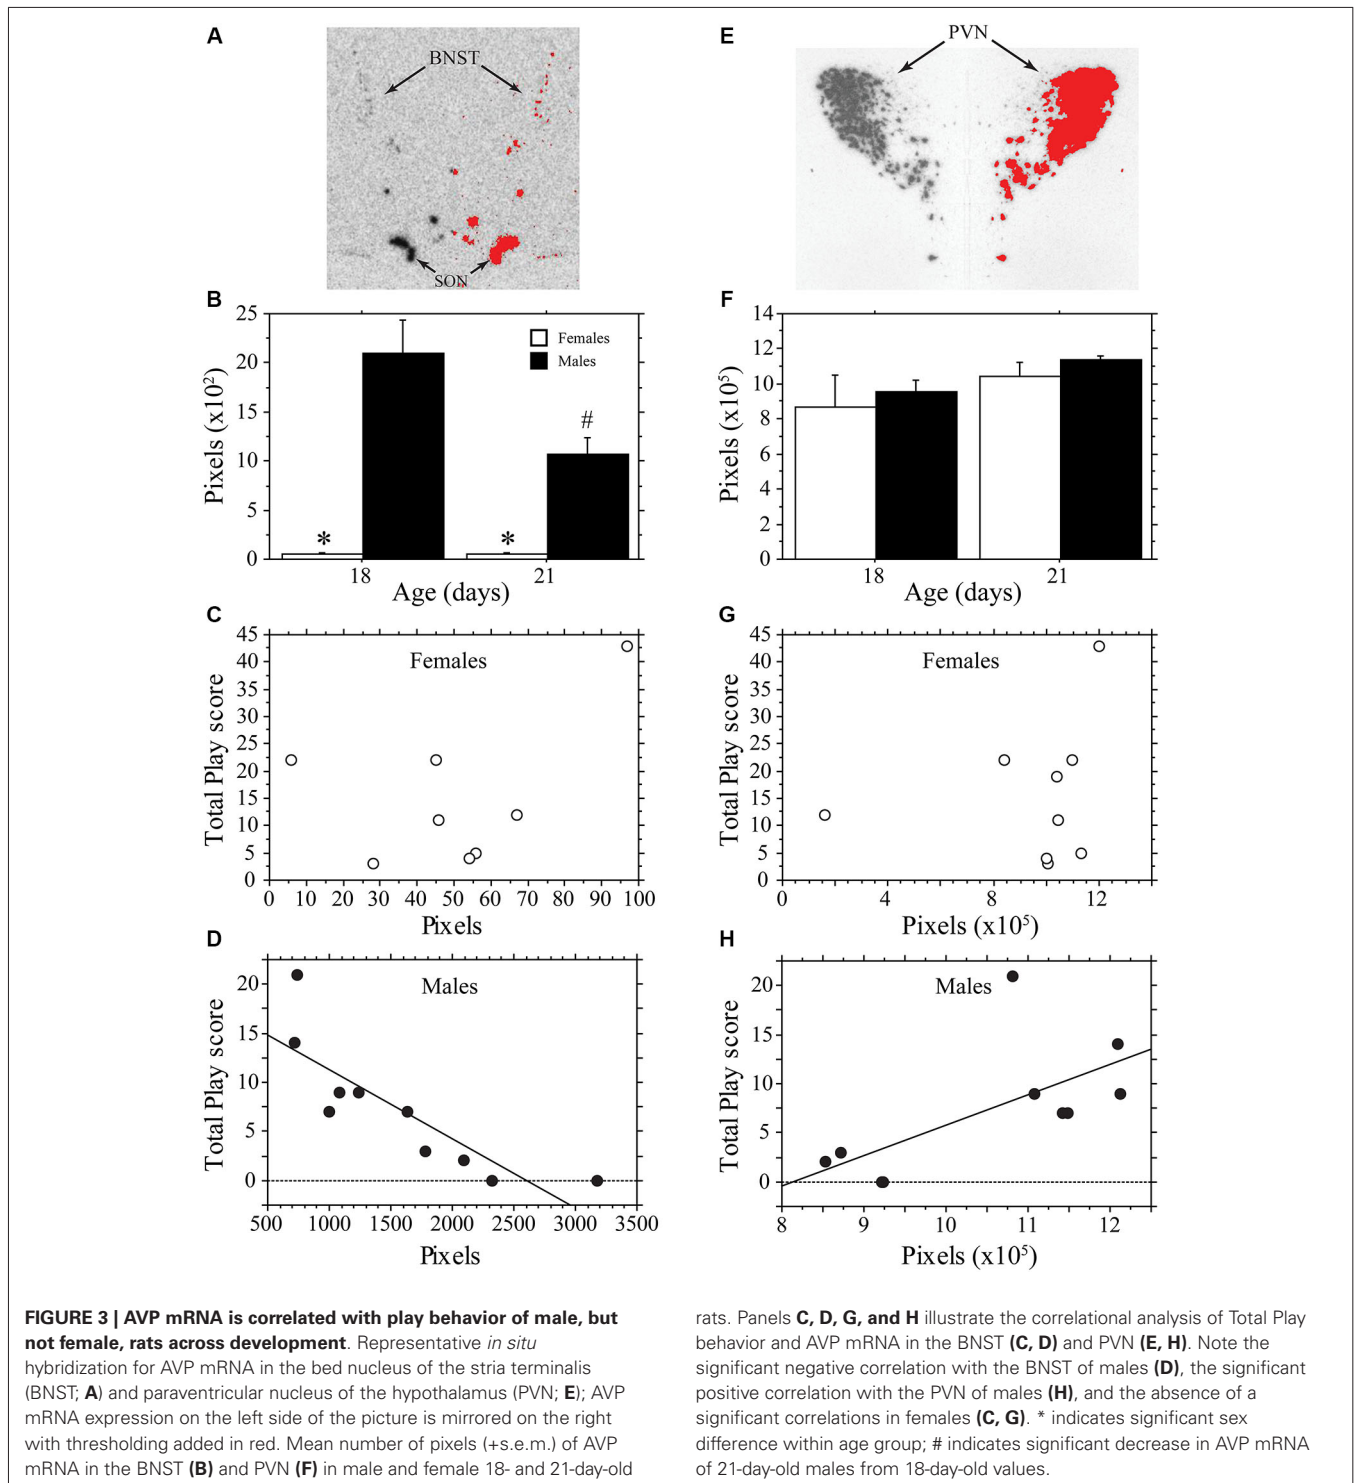 A
BNST
SON
B
25
20
15
10
5
0
Pixels (x10²)
Females
Males
*
*
#
18
21
Age (days)
C
45
40
35
30
25
20
15
10
5
0
Total Play score
Females
0 10 20 30 40 50 60 70 80 90 100
Pixels
D
20
15
10
5
0
Total Play score
Males
500 1000 1500 2000 2500 3000 3500
Pixels
E
PVN
F
14
12
10
8
6
4
2
0
Pixels (x10⁵)
18
21
Age (days)
G
45
40
35
30
25
20
15
10
5
0
Total Play score
Females
0 4 8 12
Pixels (x10⁵)
H
20
15
10
5
0
Total Play score
Males
8 9 10 11 12
Pixels (x10⁵)
FIGURE 3 | AVP mRNA is correlated with play behavior of male, but
not female, rats across development. Representative in situ
hybridization for AVP mRNA in the bed nucleus of the stria terminalis
(BNST; A) and paraventricular nucleus of the hypothalamus (PVN; E); AVP
mRNA expression on the left side of the picture is mirrored on the right
with thresholding added in red. Mean number of pixels (+s.e.m.) of AVP
mRNA in the BNST (B) and PVN (F) in male and female 18- and 21-day-old
rats. Panels C, D, G, and H illustrate the correlational analysis of Total Play
behavior and AVP mRNA in the BNST (C, D) and PVN (E, H). Note the
significant negative correlation with the BNST of males (D), the significant
positive correlation with the PVN of males (H), and the absence of a
significant correlations in females (C, G). * indicates significant sex
difference within age group; # indicates significant decrease in AVP mRNA
of 21-day-old males from 18-day-old values.